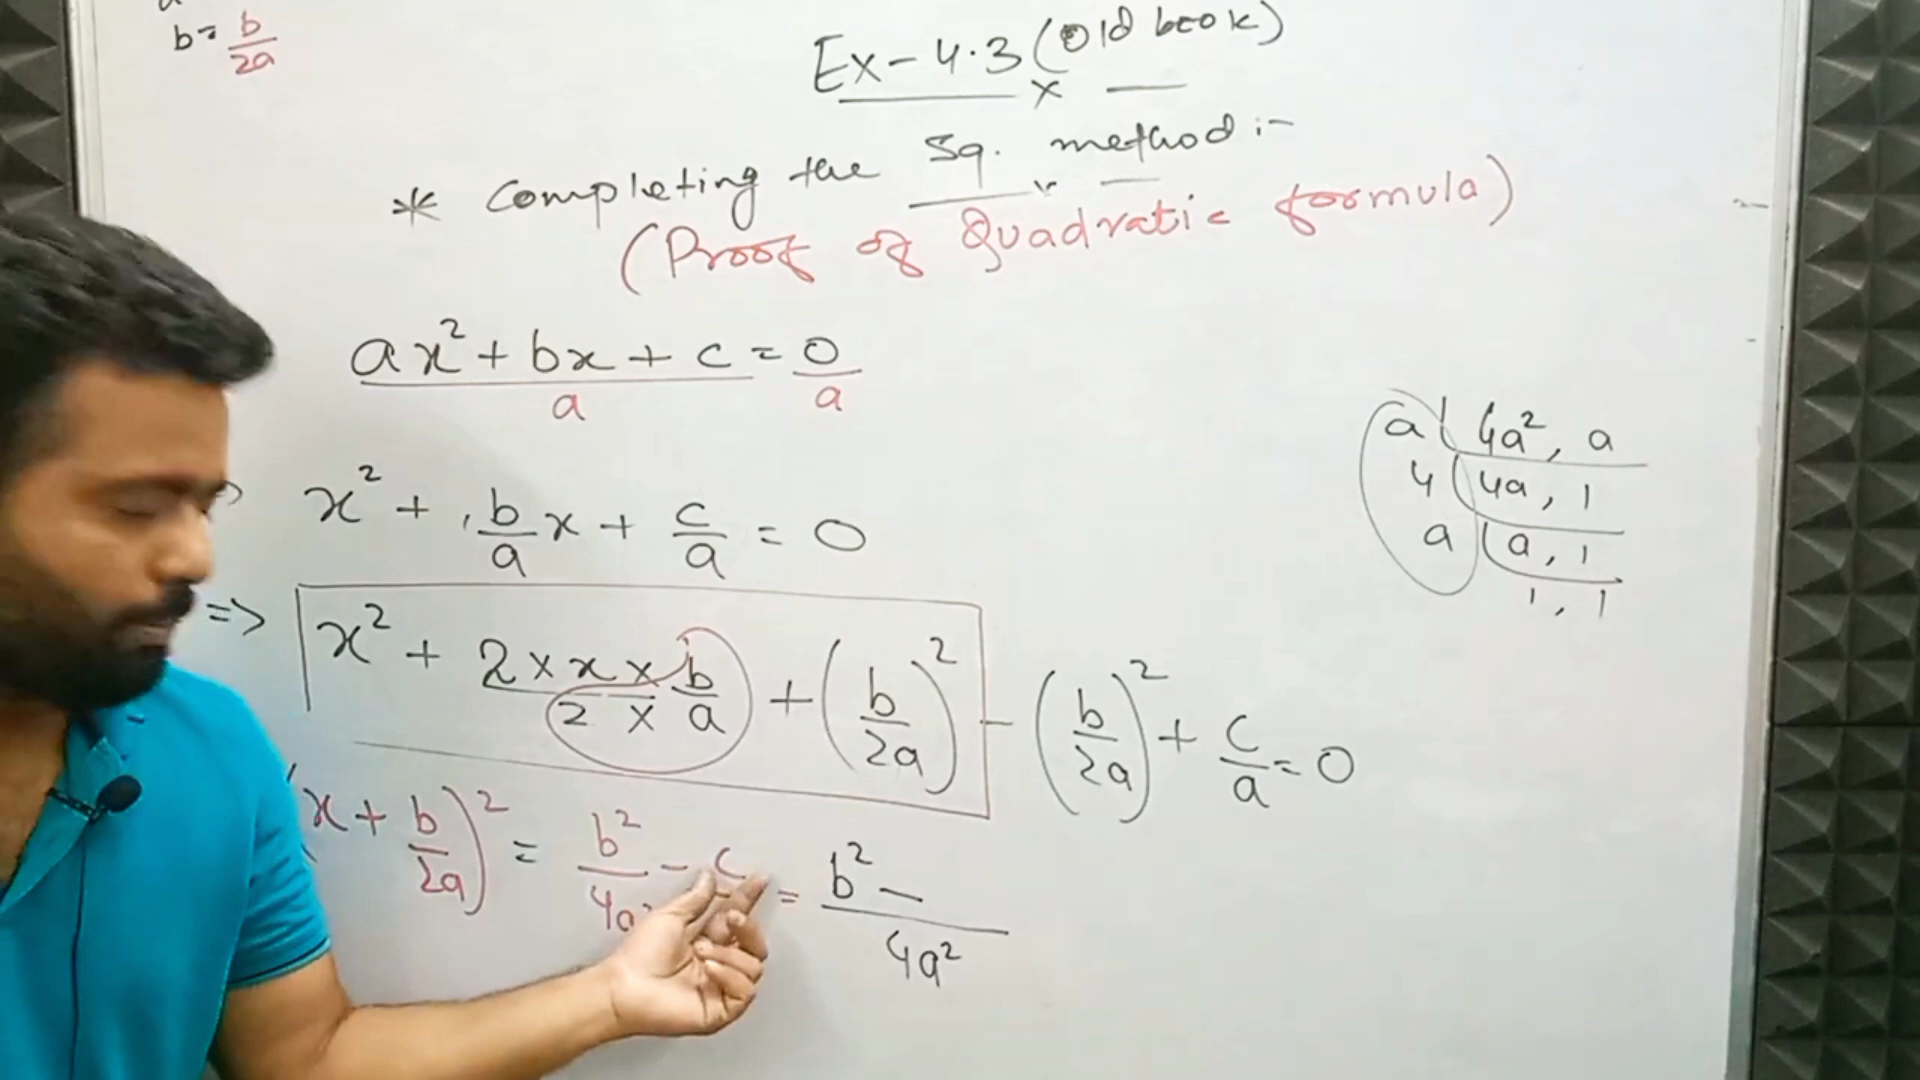 b = b/2a
Ex - 4.3 (Old book)
* Completing the Sq. method :-
(Proof of Quadratic formula)
ax² + bx + c = 0
a a
x² + b/a x + c/a = 0
=> x² + 2 × x × b / 2 × a + (b/2a)² - (b/2a)² + c/a = 0
(x + b/2a)² = b²/4a² - c = b² - / 4a²
a 4a², a
4 4a, 1
a a, 1
1, 1